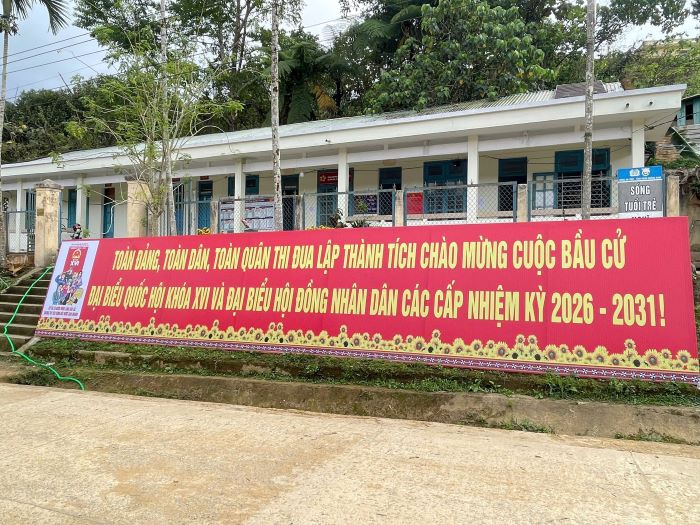 TOÀN ĐẢNG, TOÀN DÂN, TOÀN QUÂN THI ĐUA LẬP THÀNH TÍCH CHÀO MỪNG CUỘC BẦU CỬ
ĐẠI BIỂU QUỐC HỘI KHÓA XVI VÀ ĐẠI BIỂU HỘI ĐỒNG NHÂN DÂN CÁC CẤP NHIỆM KỲ 2026 - 2031!
SỐNG
TUỔI TRẺ